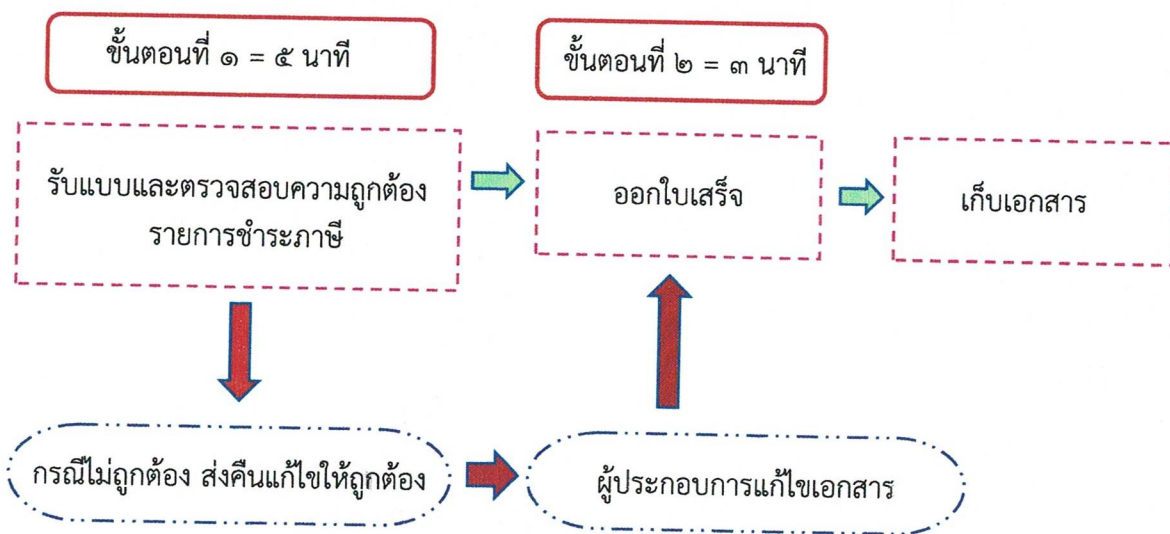 ขั้นตอนที่ ๑ = ๕ นาที
ขั้นตอนที่ ๒ = ๓ นาที
รับแบบและตรวจสอบความถูกต้อง
รายการชำระภาษี
ออกใบเสร็จ
เก็บเอกสาร
กรณีไม่ถูกต้อง ส่งคืนแก้ไขให้ถูกต้อง
ผู้ประกอบการแก้ไขเอกสาร